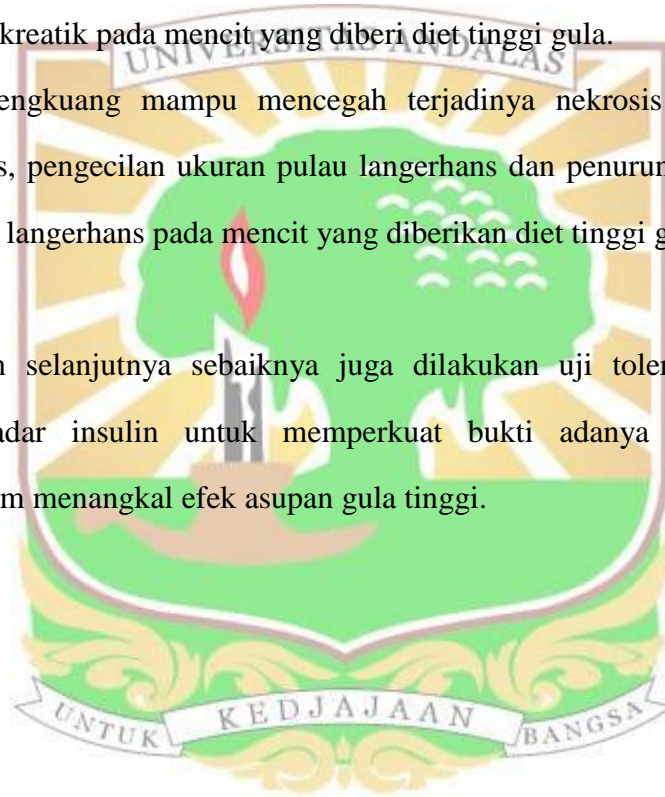 kreatik pada mencit yang diberi diet tinggi gula.
UNIVERSITAS ANDALAS
engkuang mampu mencegah terjadinya nekrosis
s, pengecilan ukuran pulau langerhans dan penurun
langerhans pada mencit yang diberikan diet tinggi g
n selanjutnya sebaiknya juga dilakukan uji toler
adar insulin untuk memperkuat bukti adanya
m menangkal efek asupan gula tinggi.
UNTUK KEDJAJAAN BANGSA